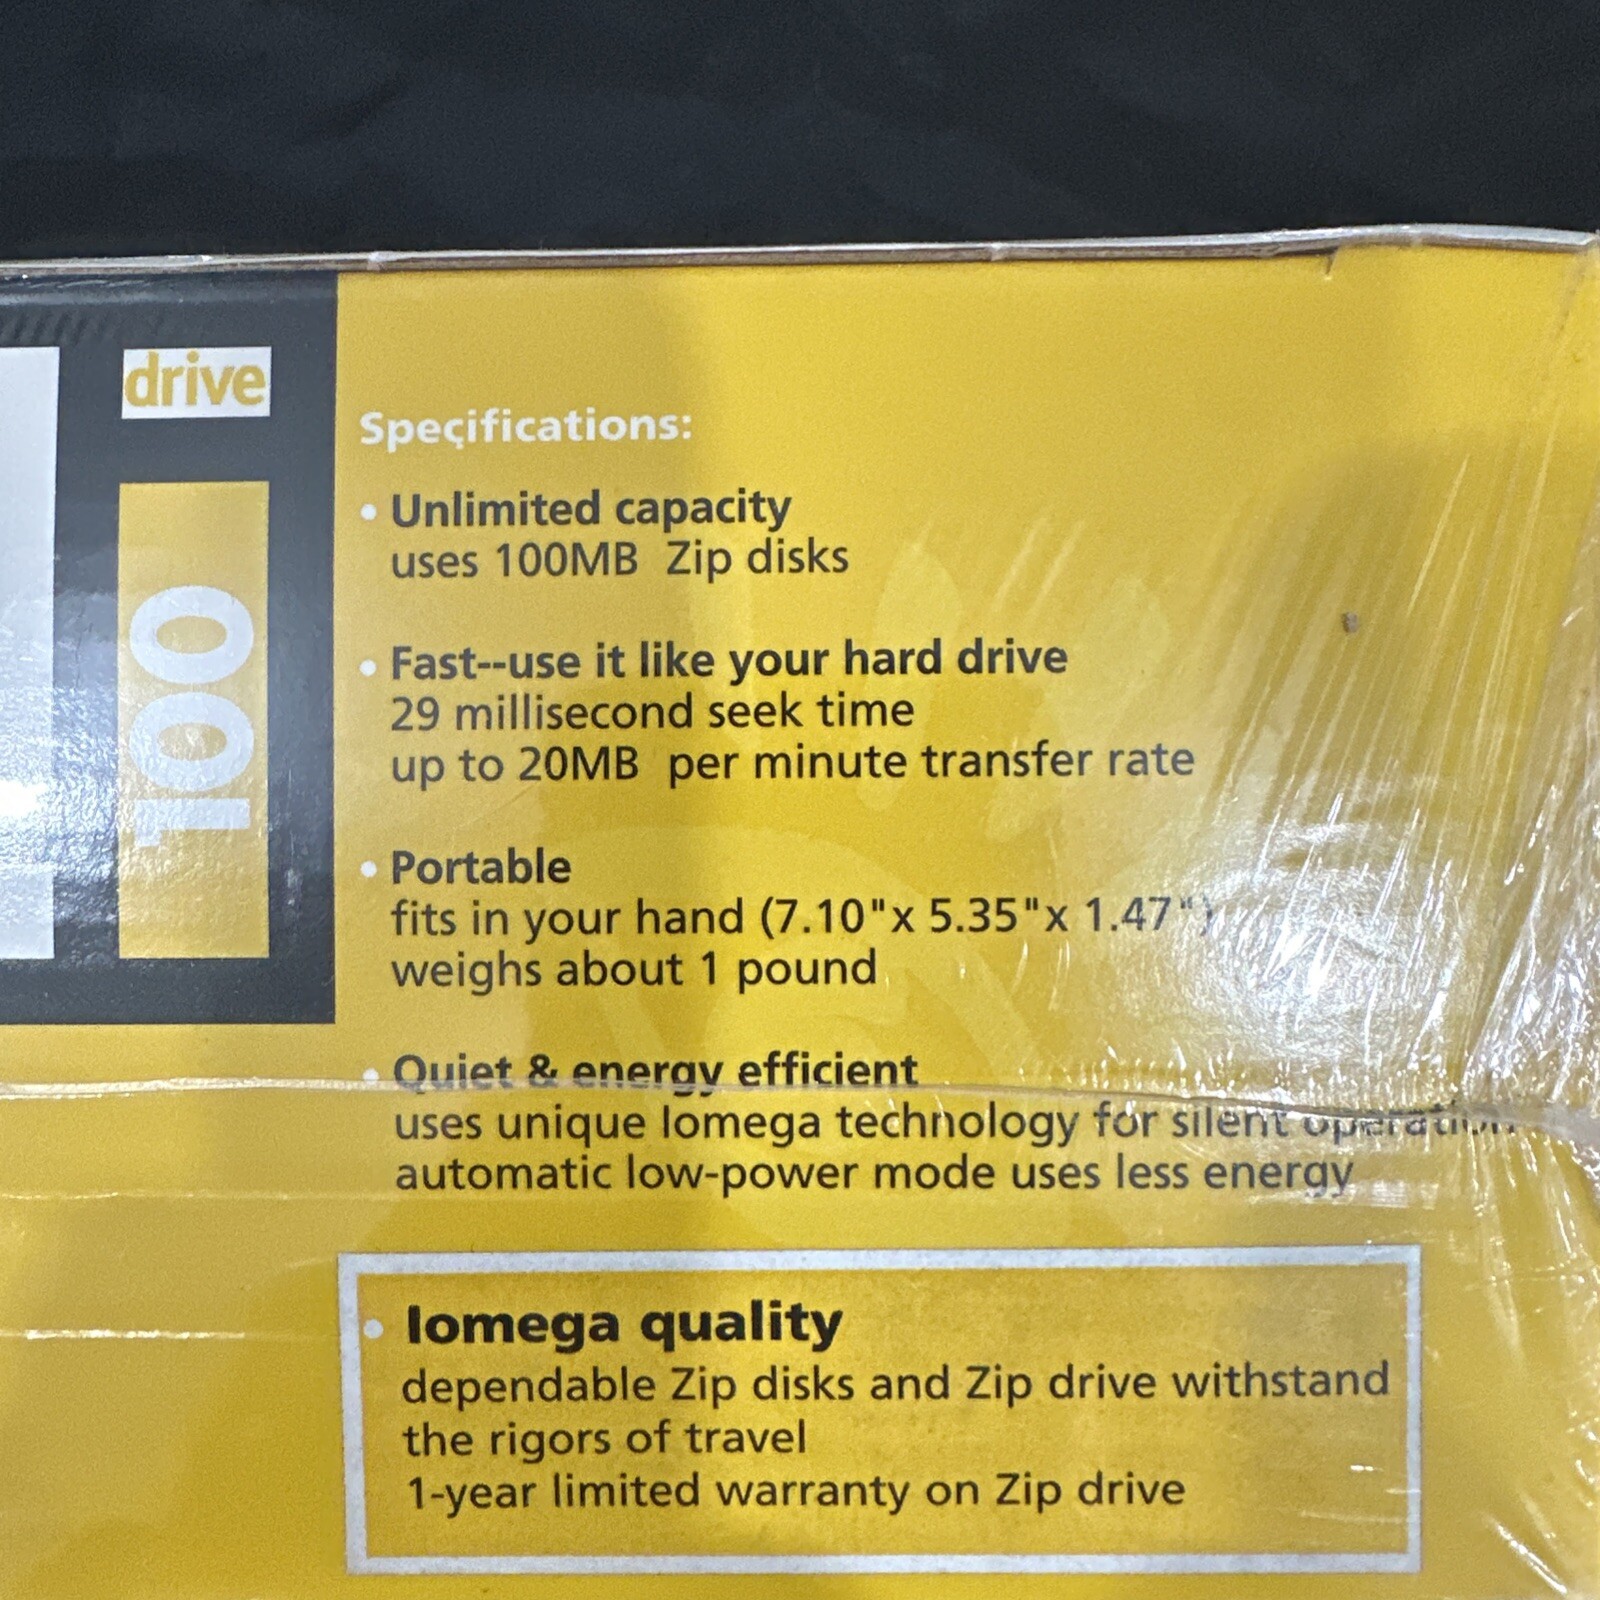 drive
100
Specifications:
• Unlimited capacity
uses 100MB Zip disks
• Fast--use it like your hard drive
29 millisecond seek time
up to 20MB per minute transfer rate
• Portable
fits in your hand (7.10"x 5.35"x 1.47")
weighs about 1 pound
• Quiet & energy efficient
uses unique Iomega technology for silent operation
automatic low-power mode uses less energy
• Iomega quality
dependable Zip disks and Zip drive withstand
the rigors of travel
1-year limited warranty on Zip drive